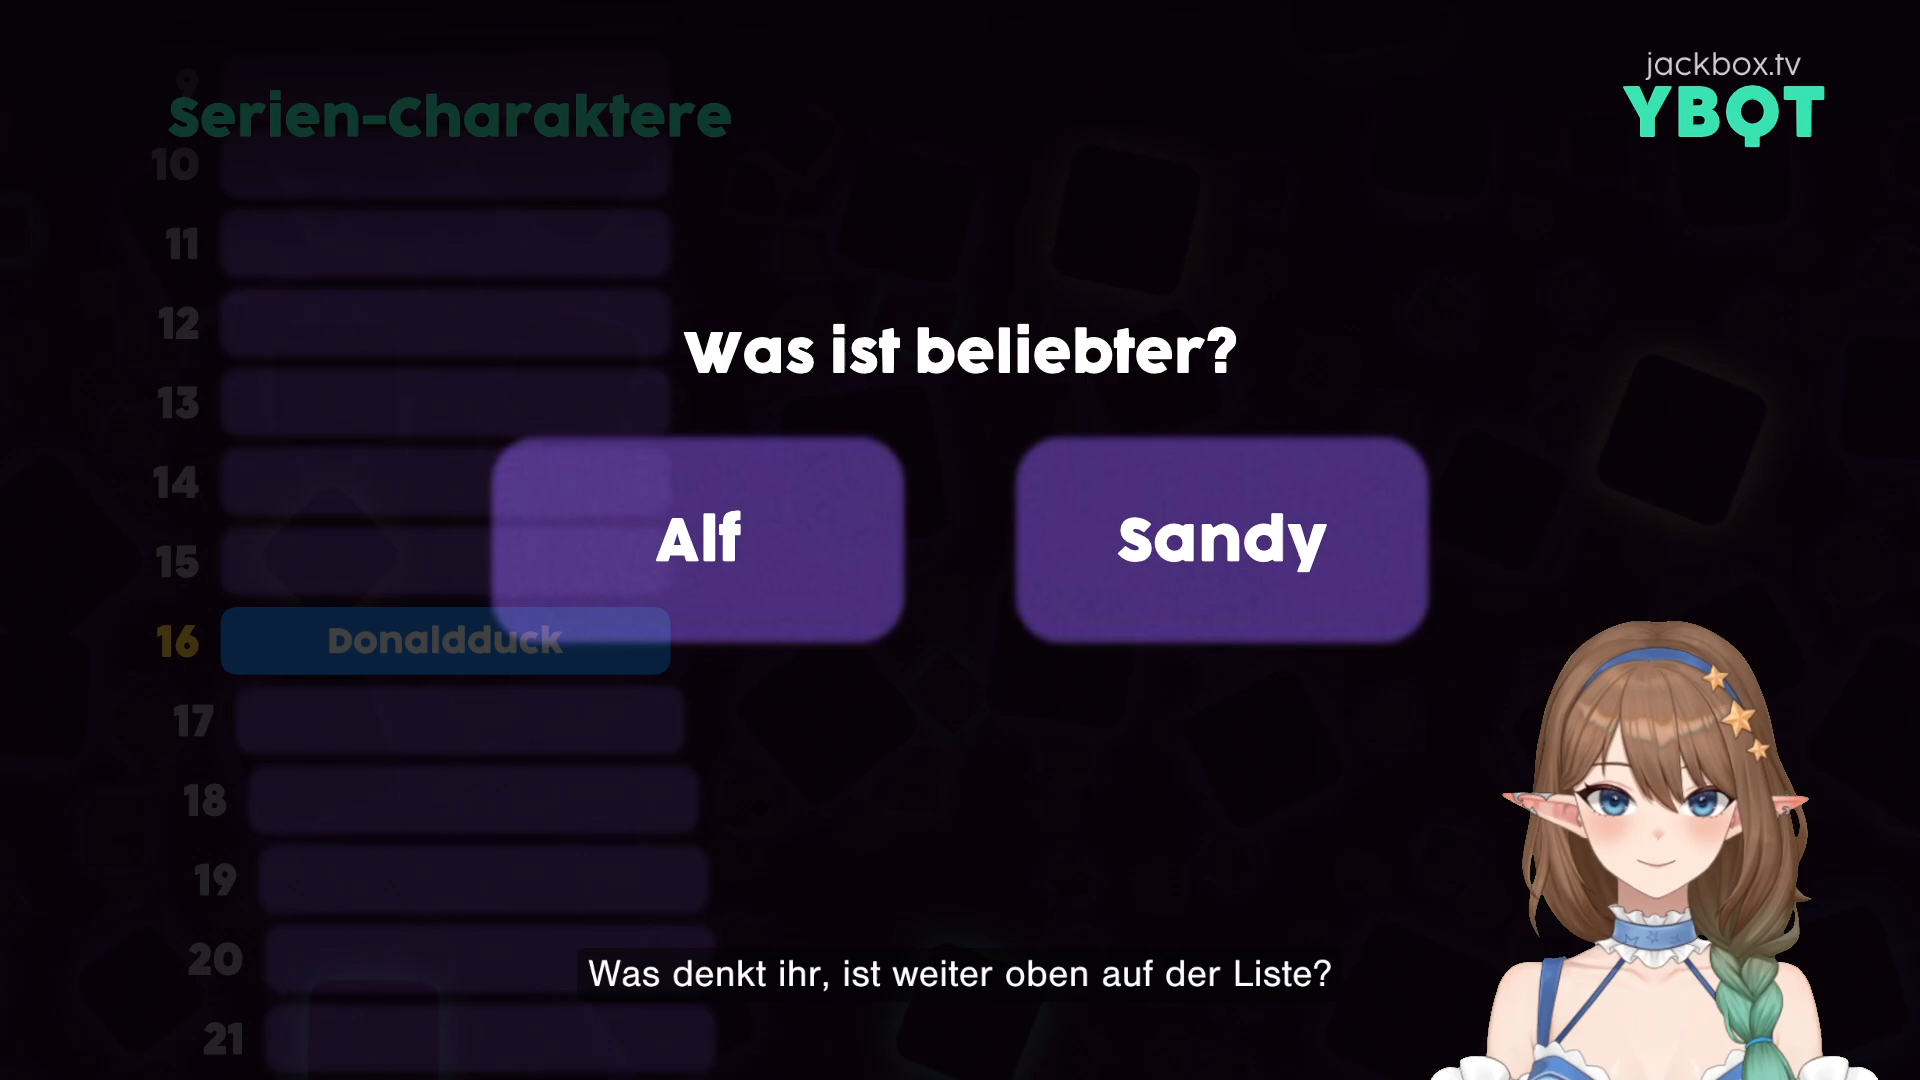 jackbox.tv
YBQT
9
Serien-Charaktere
10
11
12
Was ist beliebter?
13
14
Alf
Sandy
15
16
Donaldduck
17
18
19
20
Was denkt ihr, ist weiter oben auf der Liste?
21